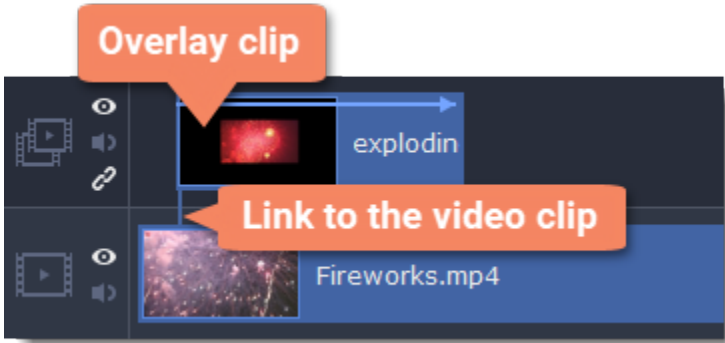 Overlay clip
explodin
Link to the video clip
Fireworks.mp4